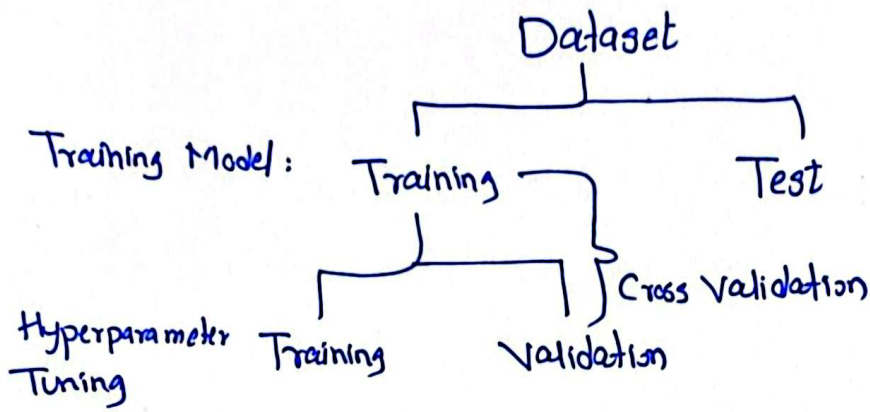 Dataset
Training Model: Training Test
Cross Validation
Hyperparameter Training Validation
Tuning